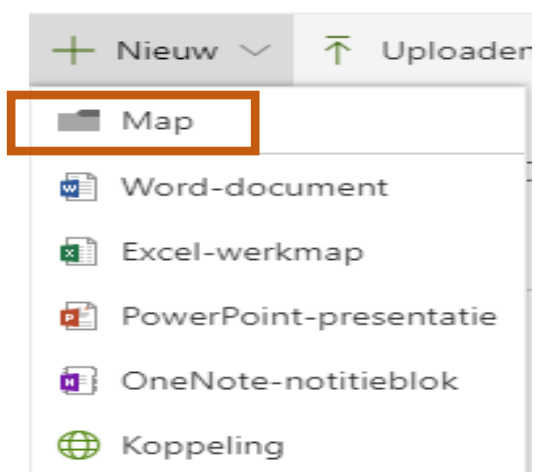 Nieuw Uploaden
Map
Word-document
Excel-werkmap
PowerPoint-presentatie
OneNote-notitieblok
Koppeling